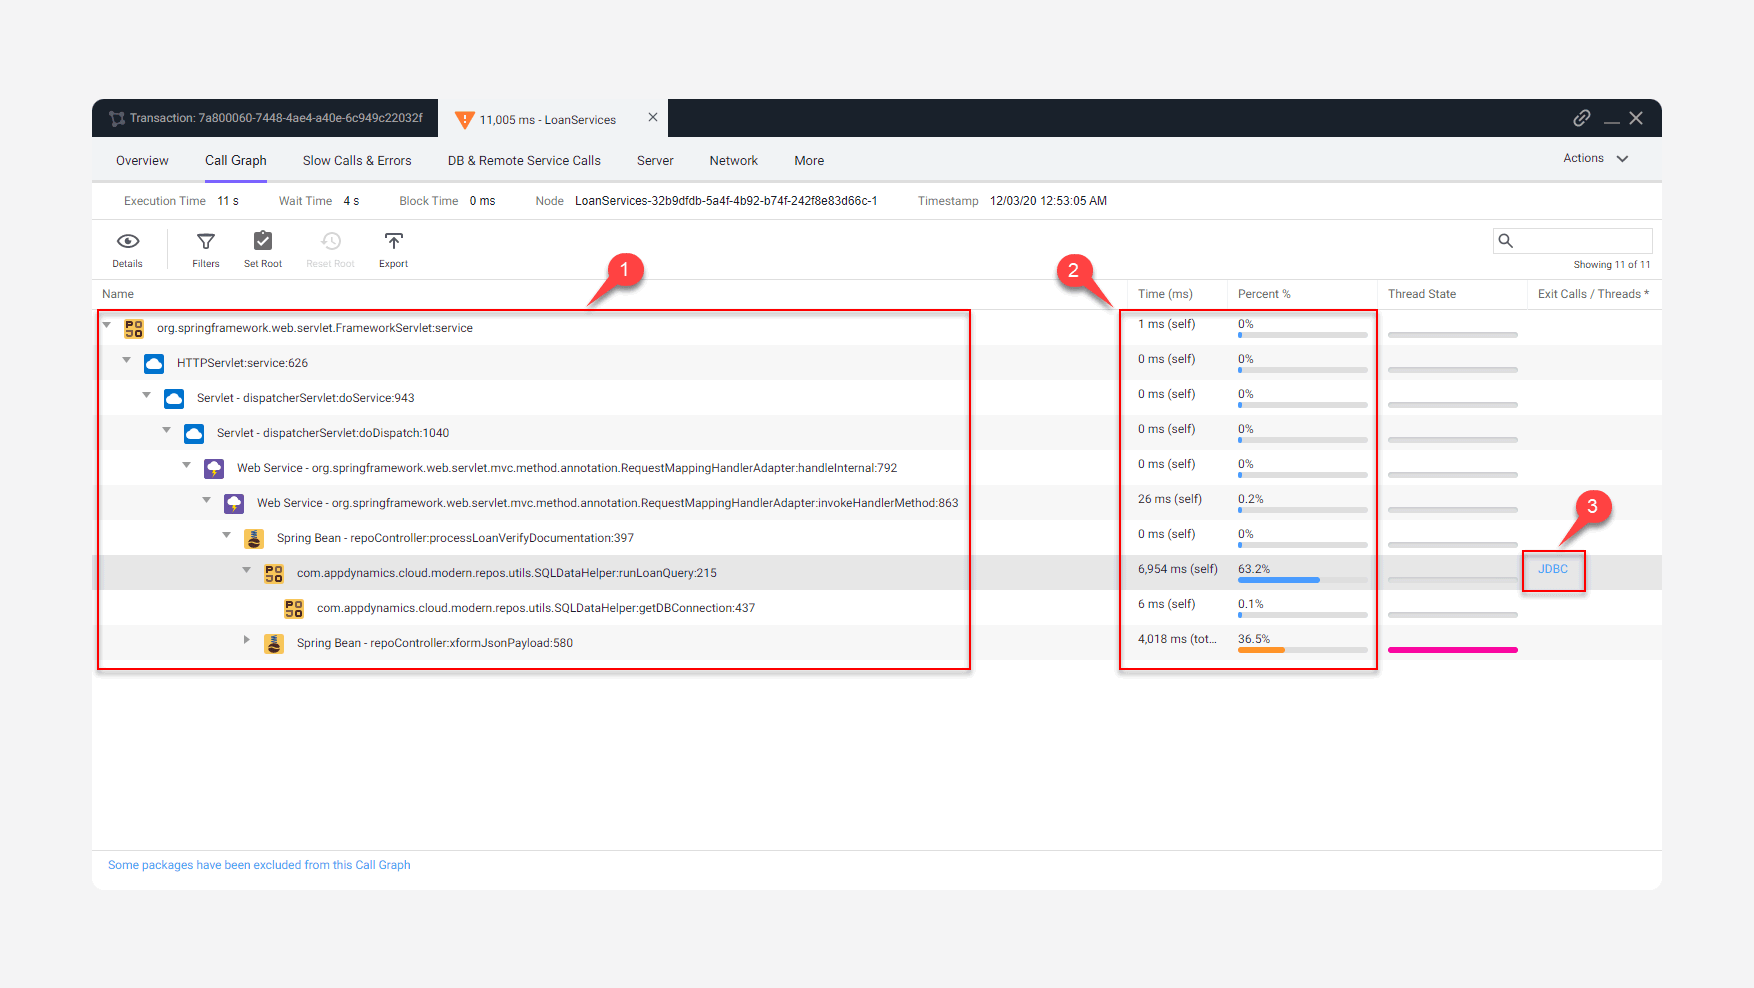 Transaction: 7a800060-7448-4ae4-a40e-6c949c22032f
11,005 ms - LoanServices
Overview Call Graph Slow Calls & Errors DB & Remote Service Calls Server Network More Actions
Execution Time 11 s Wait Time 4 s Block Time 0 ms Node LoanServices-32b9dfdb-5a4f-4b92-b74f-242f8e83d66c-1 Timestamp 12/03/20 12:53:05 AM
Details Filters Set Root Reset Root Export
Showing 11 of 11
1
2
Name Time (ms) Percent % Thread State Exit Calls / Threads *
POJO org.springframework.web.servlet.FrameworkServlet:service 1 ms (self) 0%
HTTPServlet:service:626 0 ms (self) 0%
Servlet - dispatcherServlet:doService:943 0 ms (self) 0%
Servlet - dispatcherServlet:doDispatch:1040 0 ms (self) 0%
Web Service - org.springframework.web.servlet.mvc.method.annotation.RequestMappingHandlerAdapter:handleInternal:792 0 ms (self) 0%
Web Service - org.springframework.web.servlet.mvc.method.annotation.RequestMappingHandlerAdapter:invokeHandlerMethod:863 26 ms (self) 0.2%
3
Spring Bean - repoController:processLoanVerifyDocumentation:397 0 ms (self) 0%
POJO com.appdynamics.cloud.modern.repos.utils.SQLDataHelper:runLoanQuery:215 6,954 ms (self) 63.2% JDBC
POJO com.appdynamics.cloud.modern.repos.utils.SQLDataHelper:getDBConnection:437 6 ms (self) 0.1%
Spring Bean - repoController:xformJsonPayload:580 4,018 ms (tot... 36.5%
Some packages have been excluded from this Call Graph